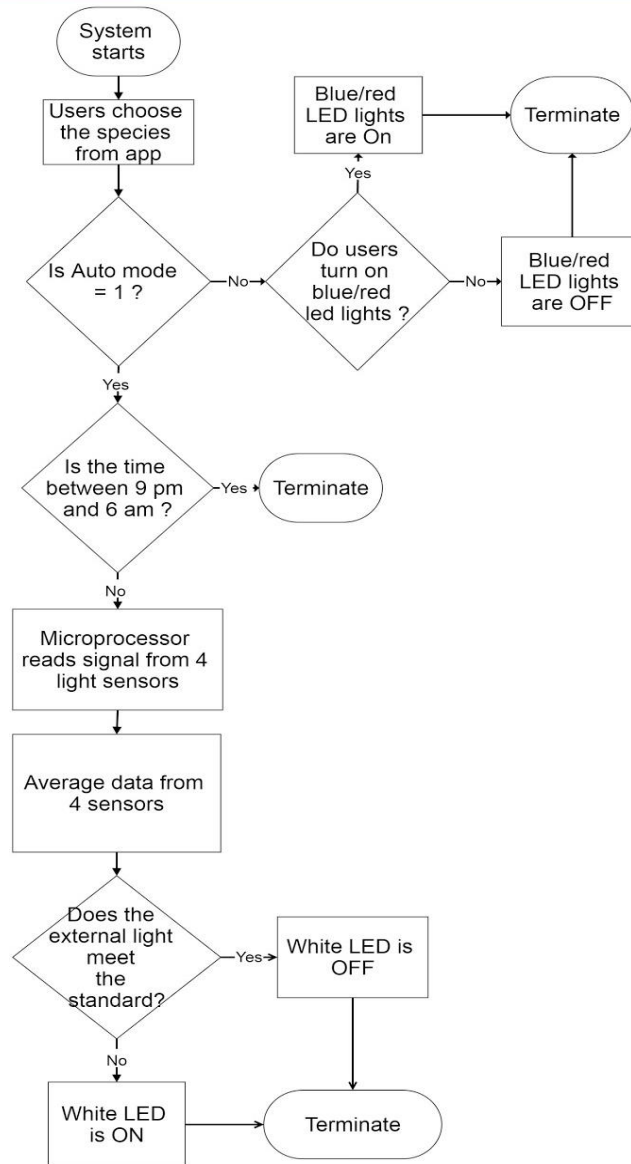 System
starts
Users choose
the species
from app
Blue/red
LED lights
are On
Terminate
Yes
Is Auto mode
= 1 ?
No
Do users
turn on
blue/red
led lights ?
No
Blue/red
LED lights
are OFF
Yes
Is the time
between 9 pm
and 6 am ?
Yes
Terminate
No
Microprocessor
reads signal from 4
light sensors
Average data from
4 sensors
Does the
external light
meet
the
standard?
Yes
White LED is
OFF
No
White LED
is ON
Terminate